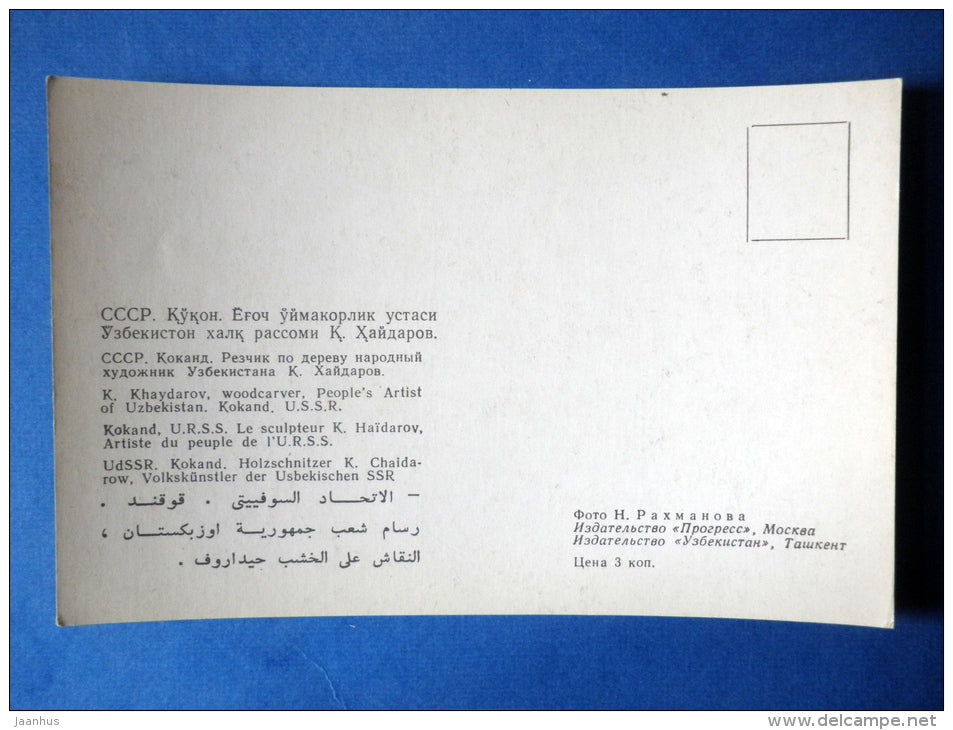 СССР. Қўқон. Ёғоч ўймакорлик устаси
Ўзбекистон халқ рассоми Қ. Ҳайдаров.
СССР. Коканд. Резчик по дереву народный
художник Узбекистана К. Хайдаров.
K. Khaydarov, woodcarver, People's Artist
of Uzbekistan. Kokand. U.S.S.R.
Kokand, U.R.S.S. Le sculpteur K. Haïdarov,
Artiste du peuple de l'U.R.S.S.
UdSSR. Kokand. Holzschnitzer K. Chaida-
row, Volkskünstler der Usbekischen SSR
– الاتحاد السوفييتى . قوقند .
رسام شعب جمهورية اوزبكستان ،
النقاش على الخشب حيداروف .
Фото Н. Рахманова
Издательство «Прогресс», Москва
Издательство «Узбекистан», Ташкент
Цена 3 коп.
jaanhus
www.delcampe.net